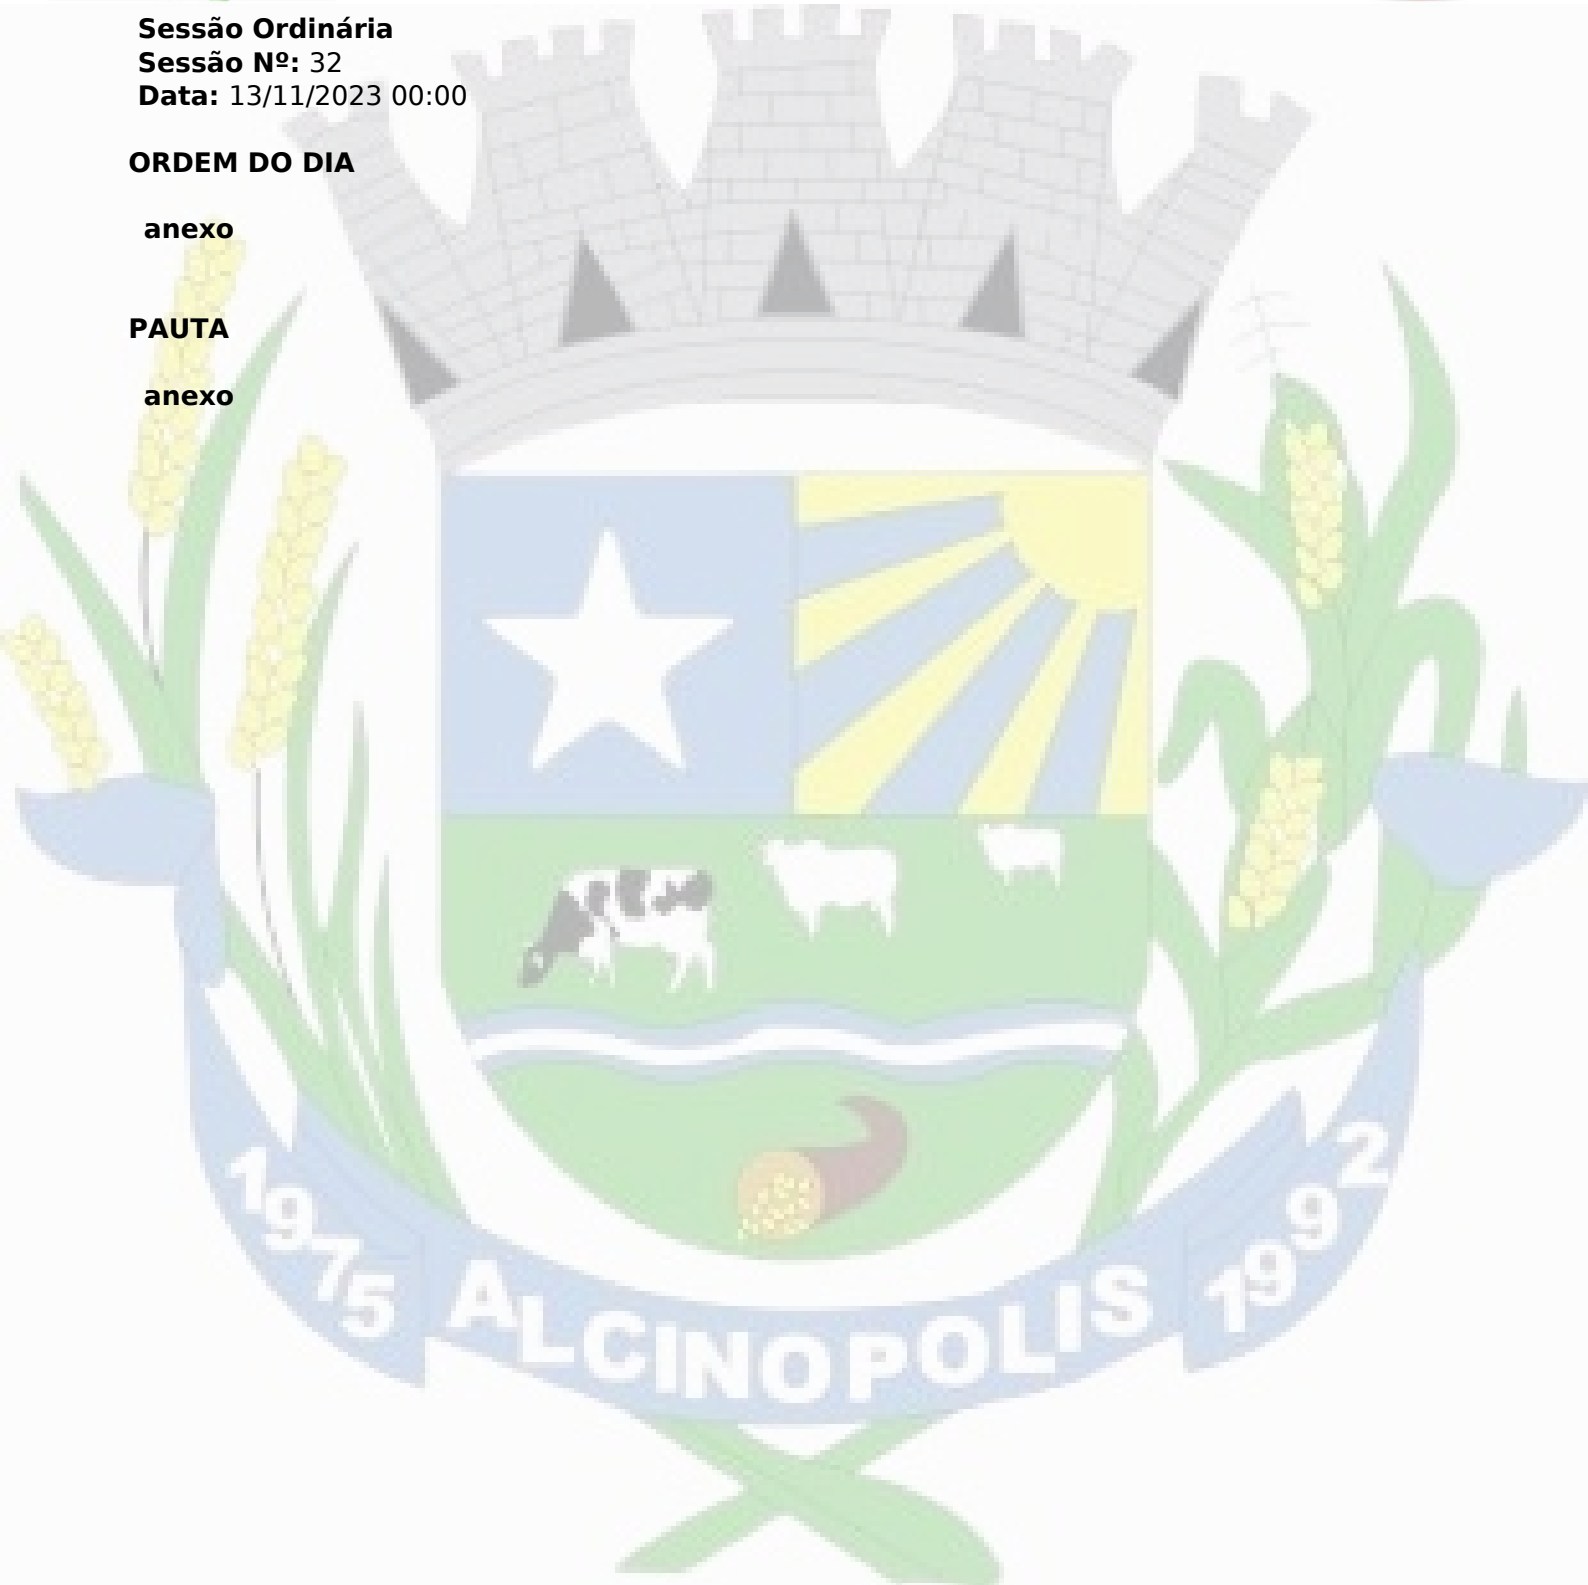 Sessão Ordinária
Sessão Nº: 32
Data: 13/11/2023 00:00
ORDEM DO DIA
anexo
PAUTA
anexo
1975
ALCINOPOLIS
1992